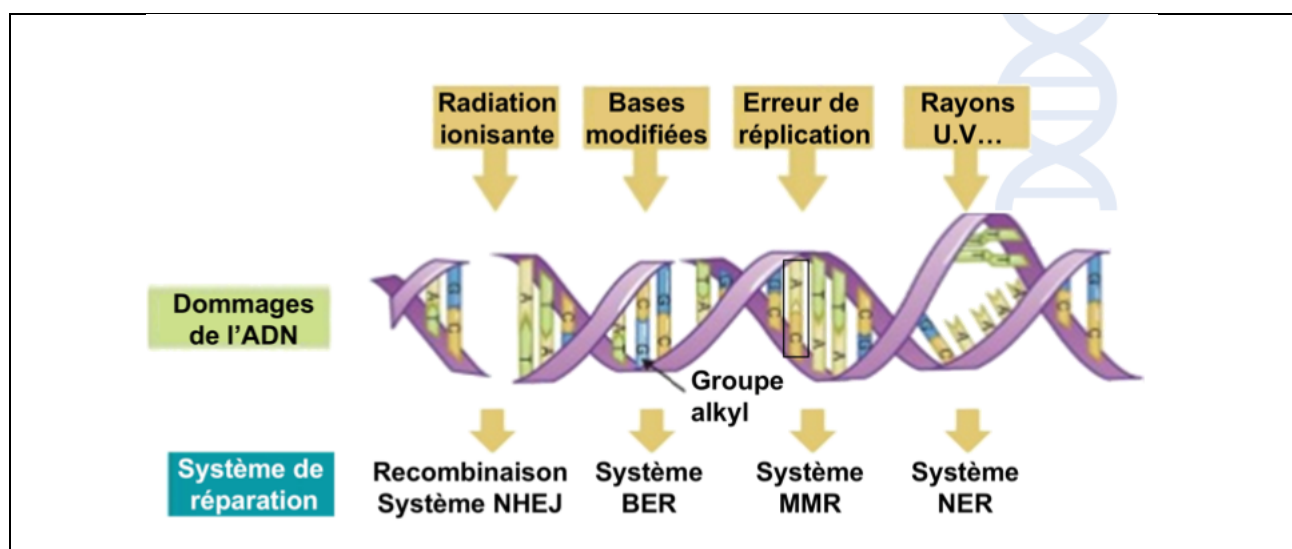 Radiation
ionisante
Bases
modifiées
Erreur de
réplication
Rayons
U.V...
Dommages
de l'ADN
A
T
G
C
A
T
T
A
C
A
T
C
G
G
C
T
A
G
A
C
T
A
T
A
C
G
T
T
T
T
G
C
A
A
A
A
G
C
G
C
Groupe
alkyl
Système de
réparation
Recombinaison
Système NHEJ
Système
BER
Système
MMR
Système
NER